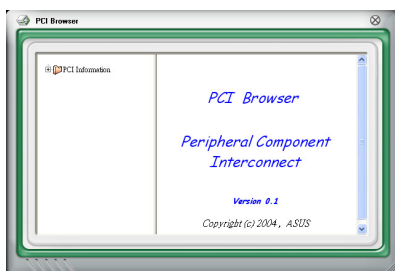 PCI Browser
PCI Information
PCI Browser
Peripheral Component
Interconnect
Version 0.1
Copyright (c) 2004, ASUS